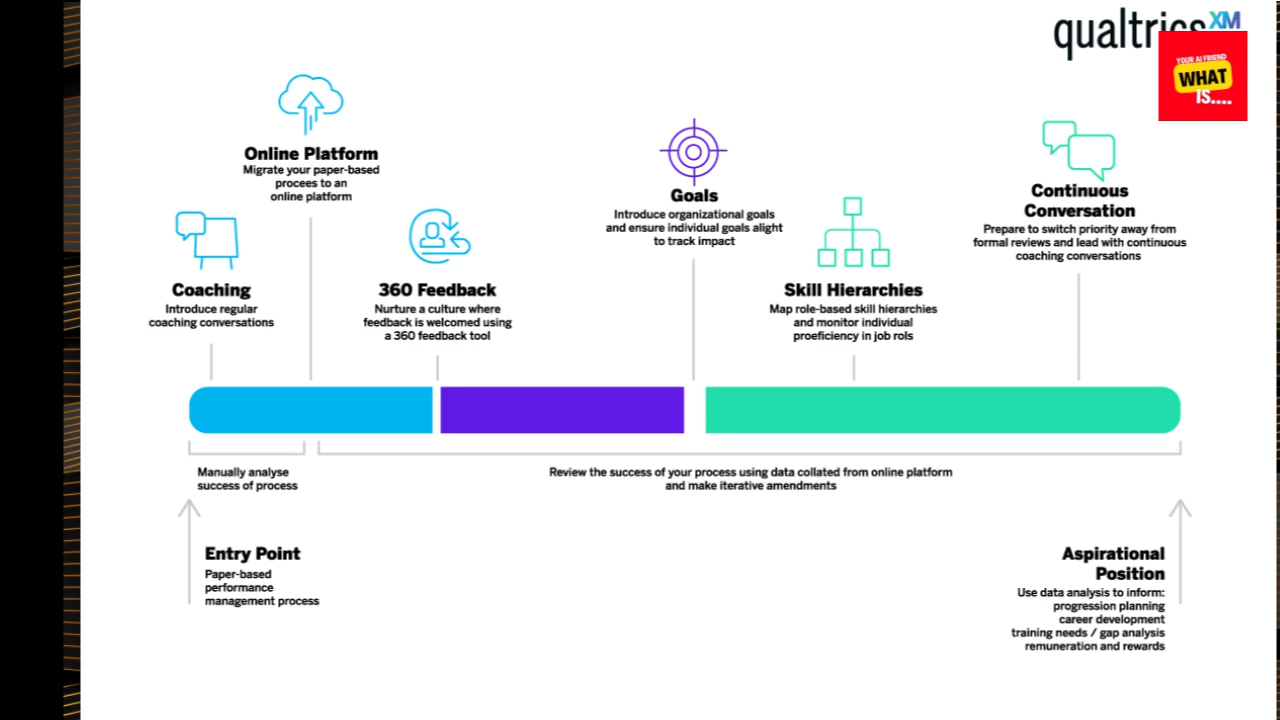 qualtrics XM
YOUR AI FRIEND
WHAT
IS....
Online Platform
Migrate your paper-based
procees to an
online platform
Coaching
Introduce regular
coaching conversations
360 Feedback
Nurture a culture where
feedback is welcomed using
a 360 feedback tool
Goals
Introduce organizational goals
and ensure individual goals alight
to track impact
Skill Hierarchies
Map role-based skill hierarchies
and monitor individual
proeficiency in job rols
Continuous
Conversation
Prepare to switch priority away from
formal reviews and lead with continuous
coaching conversations
Manually analyse
success of process
Review the success of your process using data collated from online platform
and make iterative amendments
Entry Point
Paper-based
performance
management process
Aspirational
Position
Use data analysis to inform:
progression planning
career development
training needs / gap analysis
remuneration and rewards